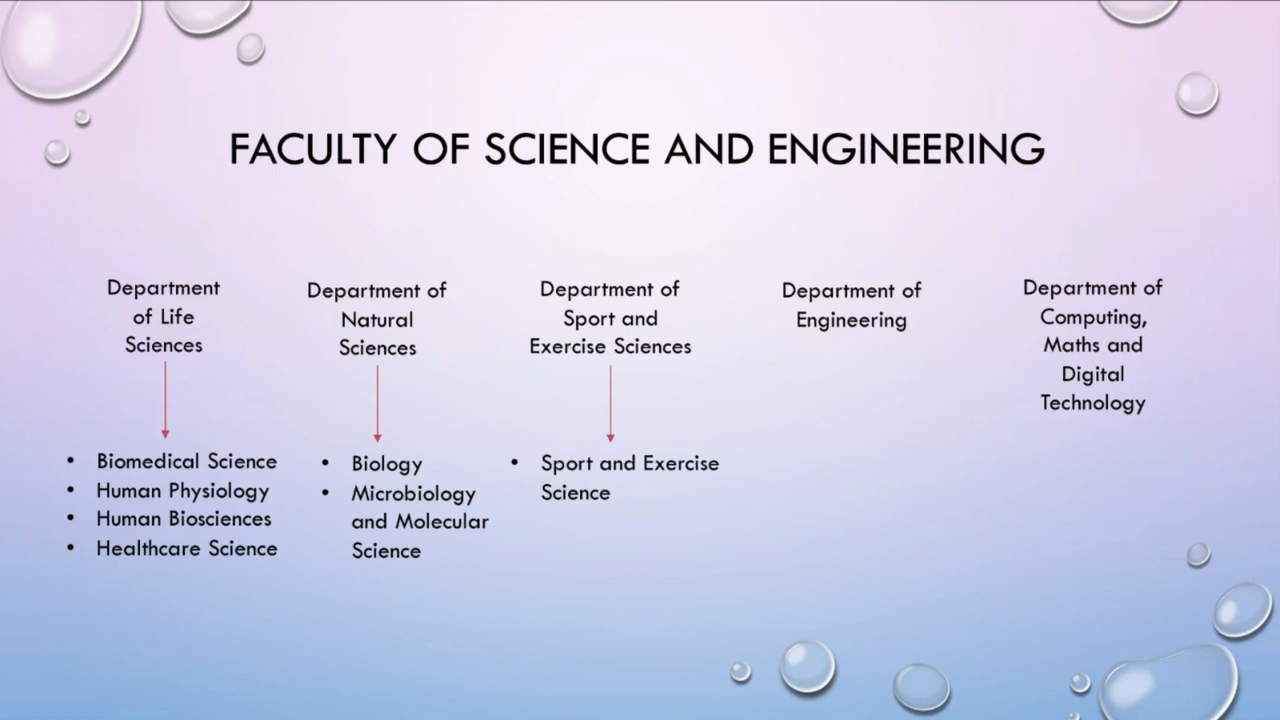 FACULTY OF SCIENCE AND ENGINEERING
Department
of Life
Sciences
Department of
Natural
Sciences
Department of
Sport and
Exercise Sciences
Department of
Engineering
Department of
Computing,
Maths and
Digital
Technology
• Biomedical Science
• Human Physiology
• Human Biosciences
• Healthcare Science
• Biology
• Microbiology
and Molecular
Science
• Sport and Exercise
Science